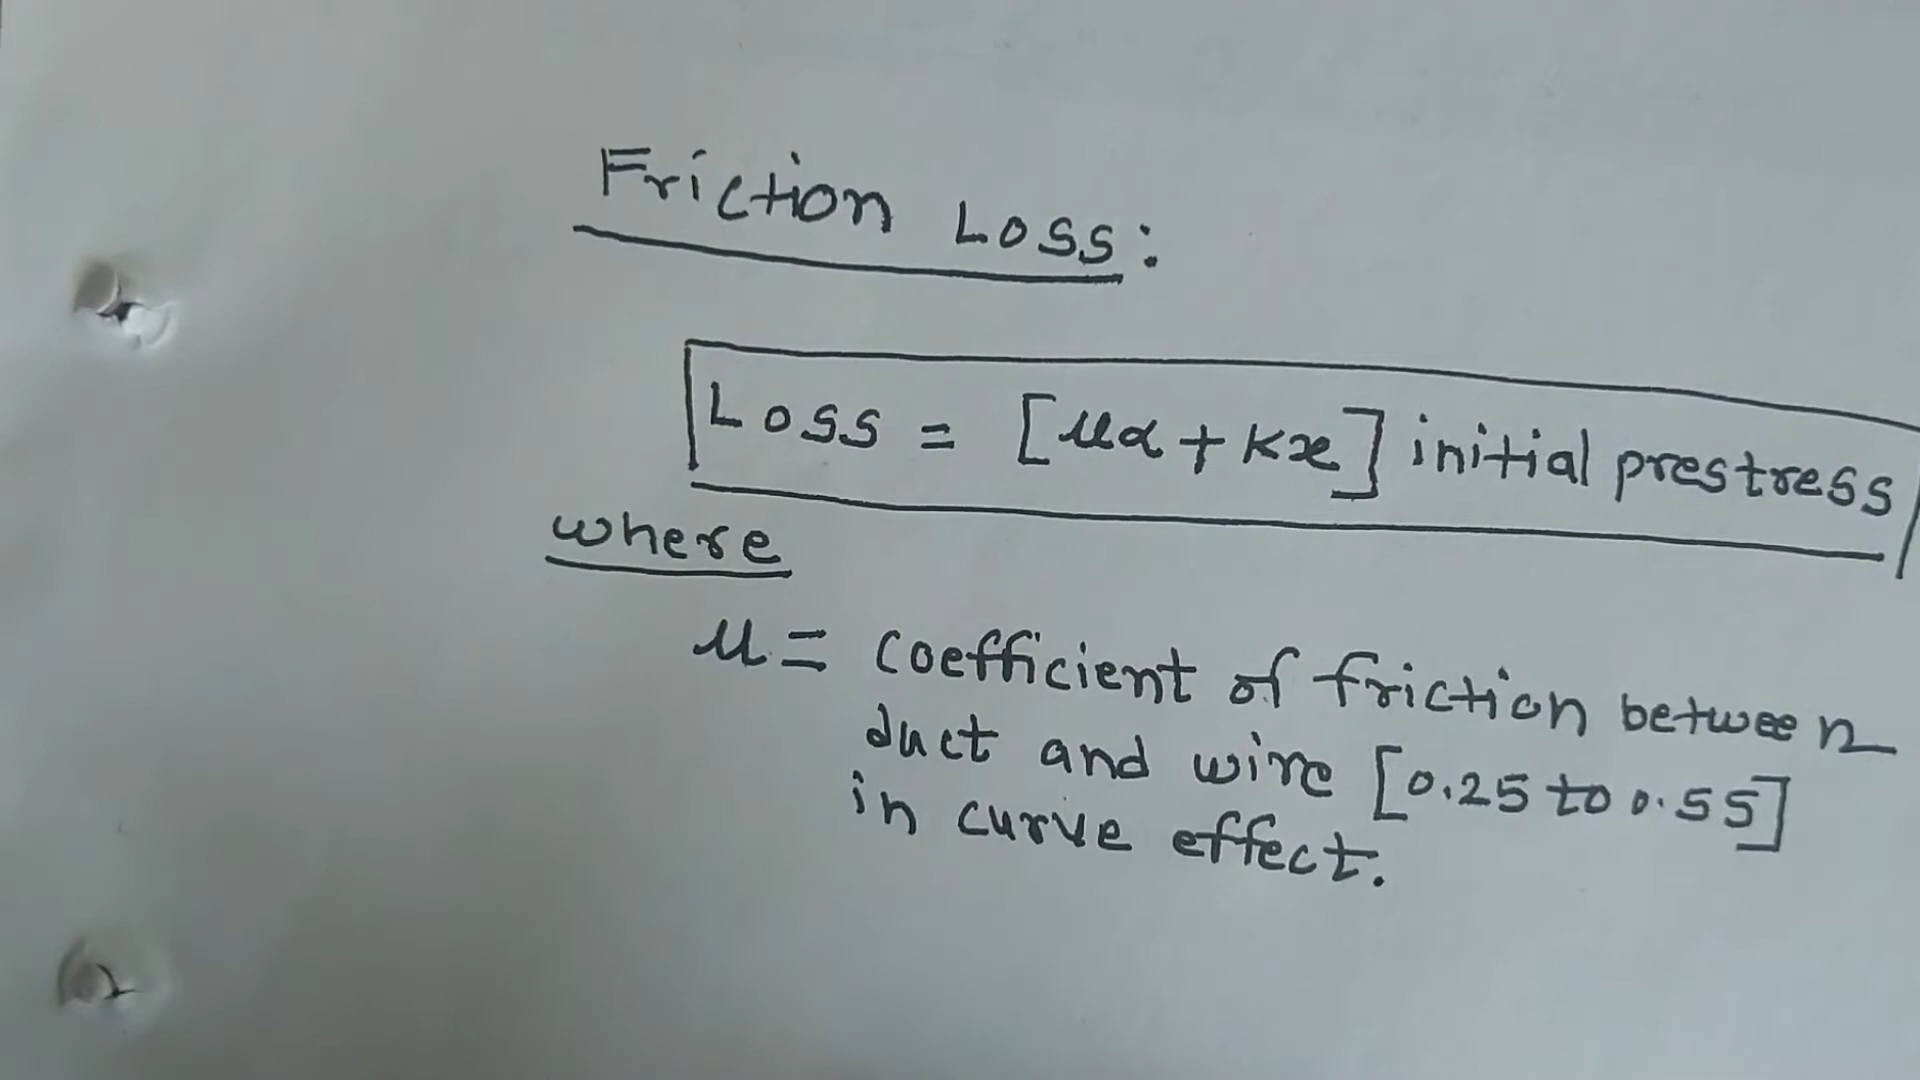 Friction Loss:
Loss = [μα + kx] initial prestress
where
μ = coefficient of friction between
duct and wire [0.25 to 0.55]
in curve effect.